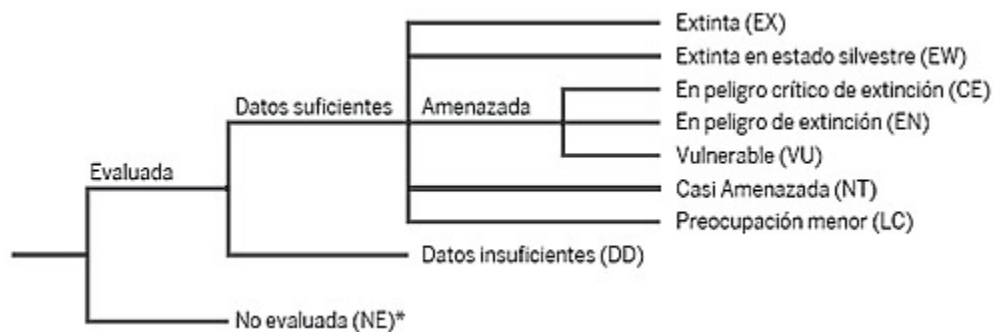 Extinta (EX)
Extinta en estado silvestre (EW)
En peligro crítico de extinción (CE)
Datos suficientes
Amenazada
En peligro de extinción (EN)
Vulnerable (VU)
Evaluada
Casi Amenazada (NT)
Preocupación menor (LC)
Datos insuficientes (DD)
No evaluada (NE)*